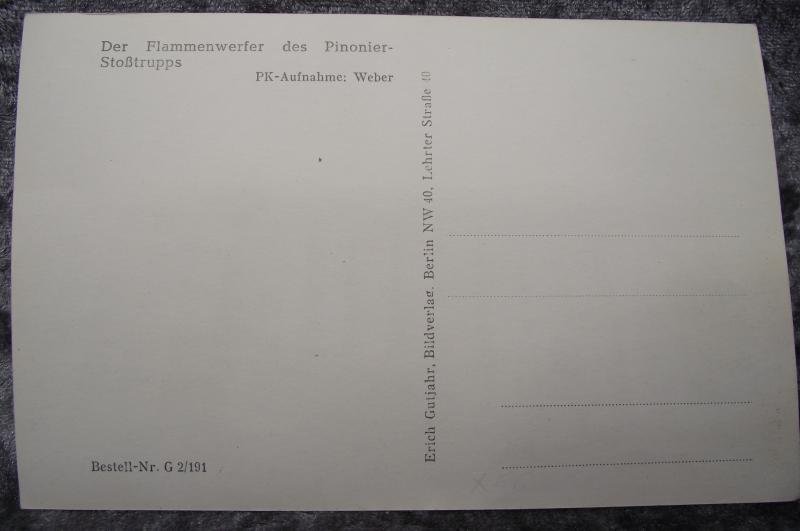 Der Flammenwerfer des Pinonier-
Stoßtrupps
PK-Aufnahme: Weber
Erich Gutjahr, Bildverlag, Berlin NW 40, Lehrter Straße 40
Bestell-Nr. G 2/191